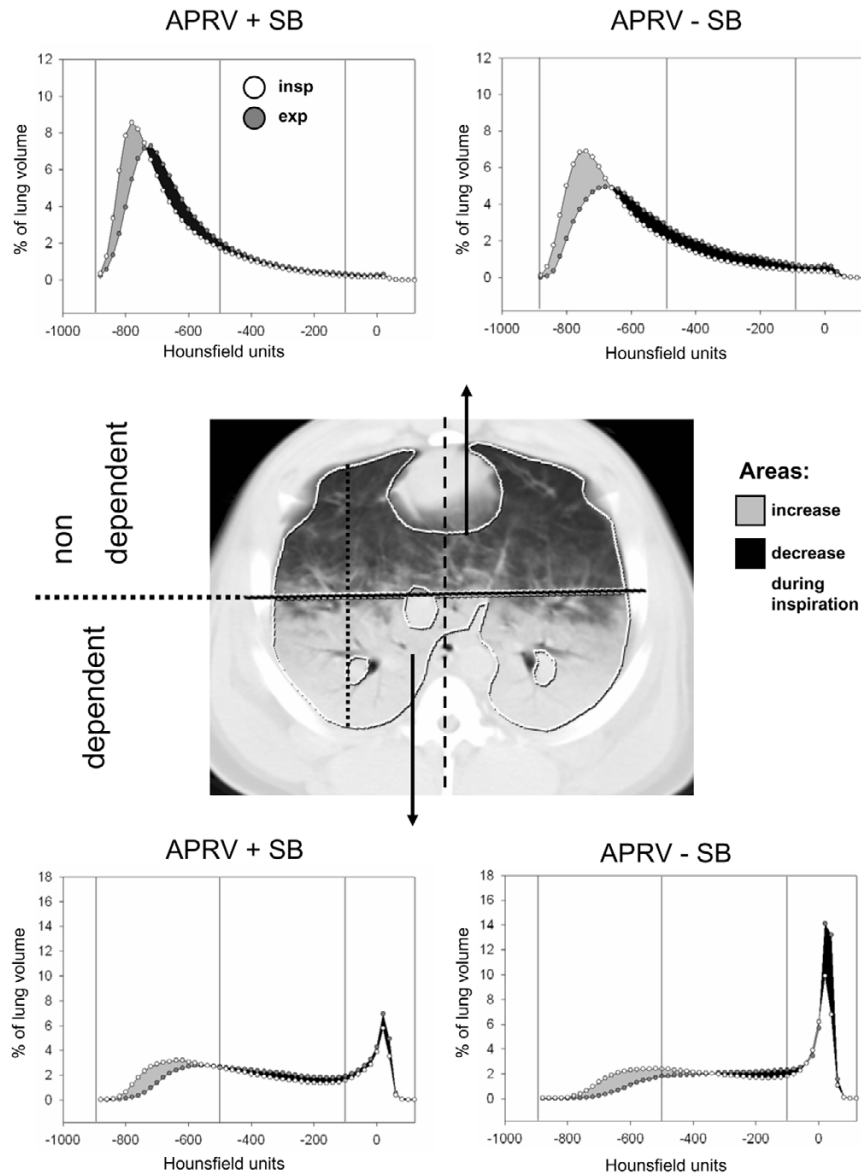 APRV + SB
APRV - SB
12
10
8
6
4
2
0
% of lung volume
insp
exp
-1000 -800 -600 -400 -200 0
Hounsfield units
12
10
8
6
4
2
0
% of lung volume
-1000 -800 -600 -400 -200 0
Hounsfield units
non
dependent
dependent
Areas:
increase
decrease
during
inspiration
APRV + SB
APRV - SB
18
16
14
12
10
8
6
4
2
0
% of lung volume
-1000 -800 -600 -400 -200 0
Hounsfield units
18
16
14
12
10
8
6
4
2
0
% of lung volume
-1000 -800 -600 -400 -200 0
Hounsfield units